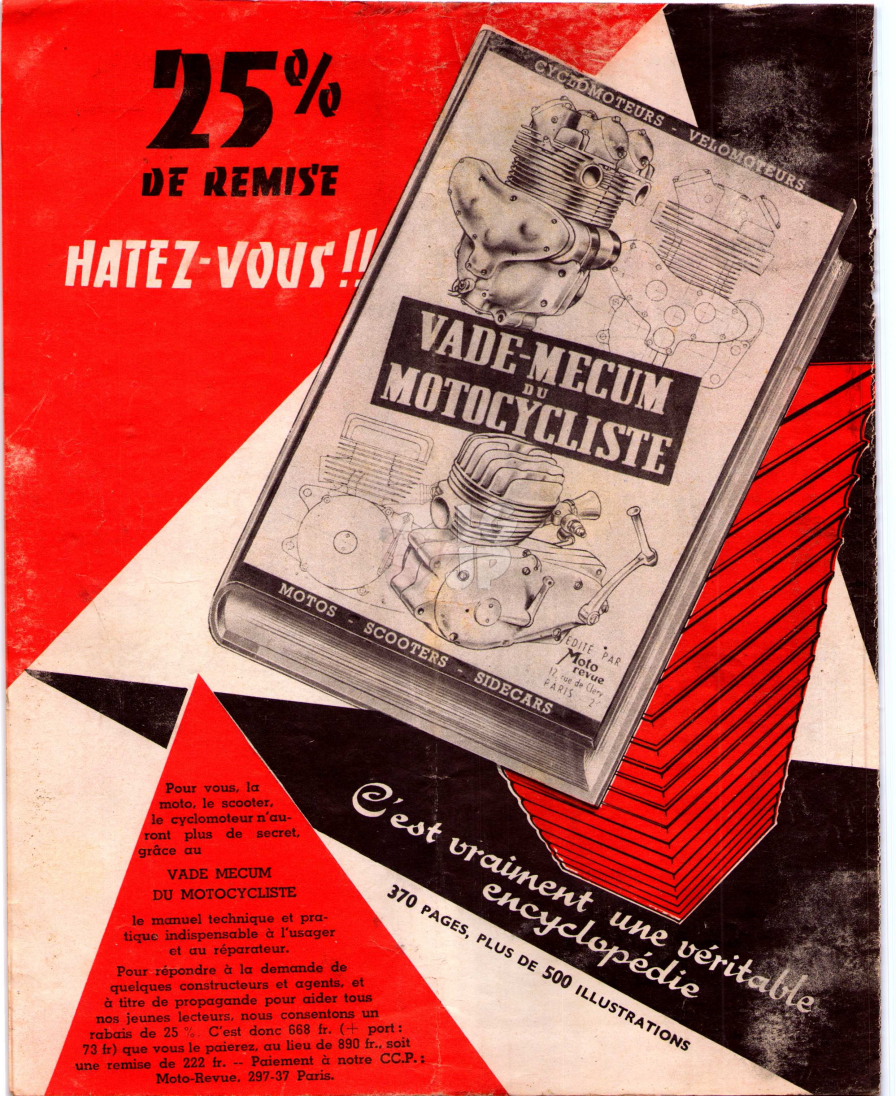 25%
DE REMISE
HATEZ-VOUS!!
CYCLOMOTEURS - VELOMOTEURS
VADE-MECUM
DU
MOTOCYCLISTE
MOTOS - SCOOTERS - SIDECARS
EDITÉ PAR
Moto
revue
12, rue de Cléry
PARIS 2e
C'est vraiment une véritable
encyclopédie
370 PAGES, PLUS DE 500 ILLUSTRATIONS
Pour vous, la
moto, le scooter,
le cyclomoteur n'au-
ront plus de secret,
grâce au
VADE MECUM
DU MOTOCYCLISTE
le manuel technique et pra-
tique indispensable à l'usager
et au réparateur.
Pour répondre à la demande de
quelques constructeurs et agents, et
à titre de propagande pour aider tous
nos jeunes lecteurs, nous consentons un
rabais de 25 %. C'est donc 668 fr. (+ port :
73 fr) que vous le paierez, au lieu de 890 fr., soit
une remise de 222 fr. — Paiement à notre CC.P. :
Moto-Revue, 297-37 Paris.